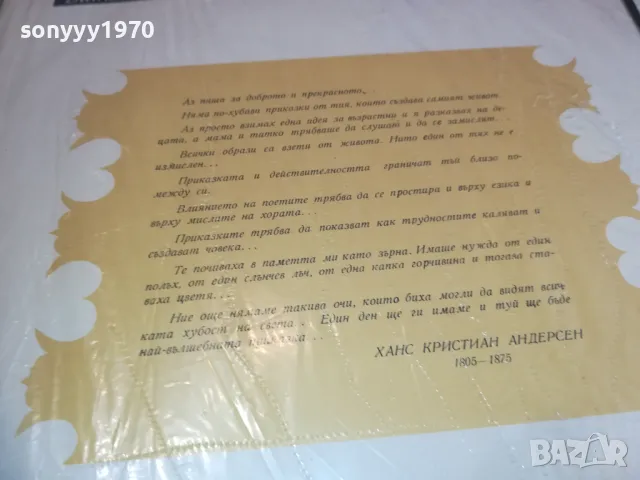 sonyyy1970
Аз пиша за доброто и прекрасното.
Няма по-хубави приказки от тия, които създава самият живот.
Аз просто взимах една идея за възрастни и я разказвах на де-
цата, а мама и татко трябваше да слушат и да се замислят...
Всички образи са взети от живота. Нито един от тях не е
измислен...
Приказката и действителността граничат тъй близо по-
между си.
Влиянието на поетите трябва да се простира и върху езика и
върху мислите на хората...
Приказките трябва да показват как трудностите каляват и
създават човека...
Те почиваха в паметта ми като зърна. Имаше нужда от един
полъх, от един слънчев лъч, от една капка горчивина и тогава ста-
ваха цветя...
Ние още нямаме такива очи, които биха могли да видят всич-
ката хубост на света... Един ден ще ги имаме и туй ще бъде
най-вълшебната приказка...
ХАНС КРИСТИАН АНДЕРСЕН
1805—1875
BAZAR.bg